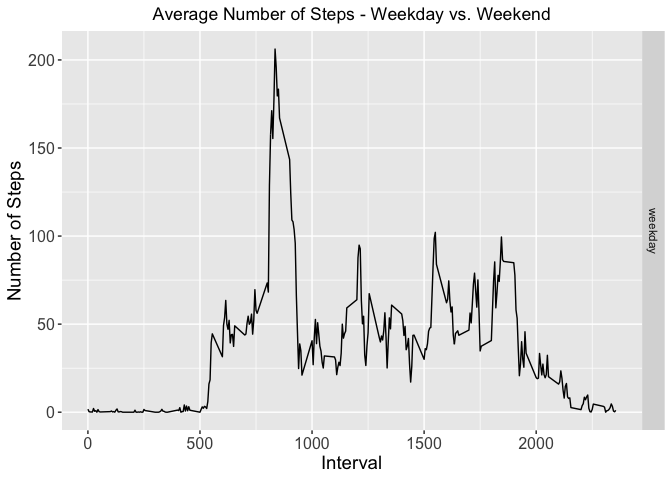 Average Number of Steps - Weekday vs. Weekend
200
150
100
50
0
Number of Steps
weekday
0 500 1000 1500 2000
Interval